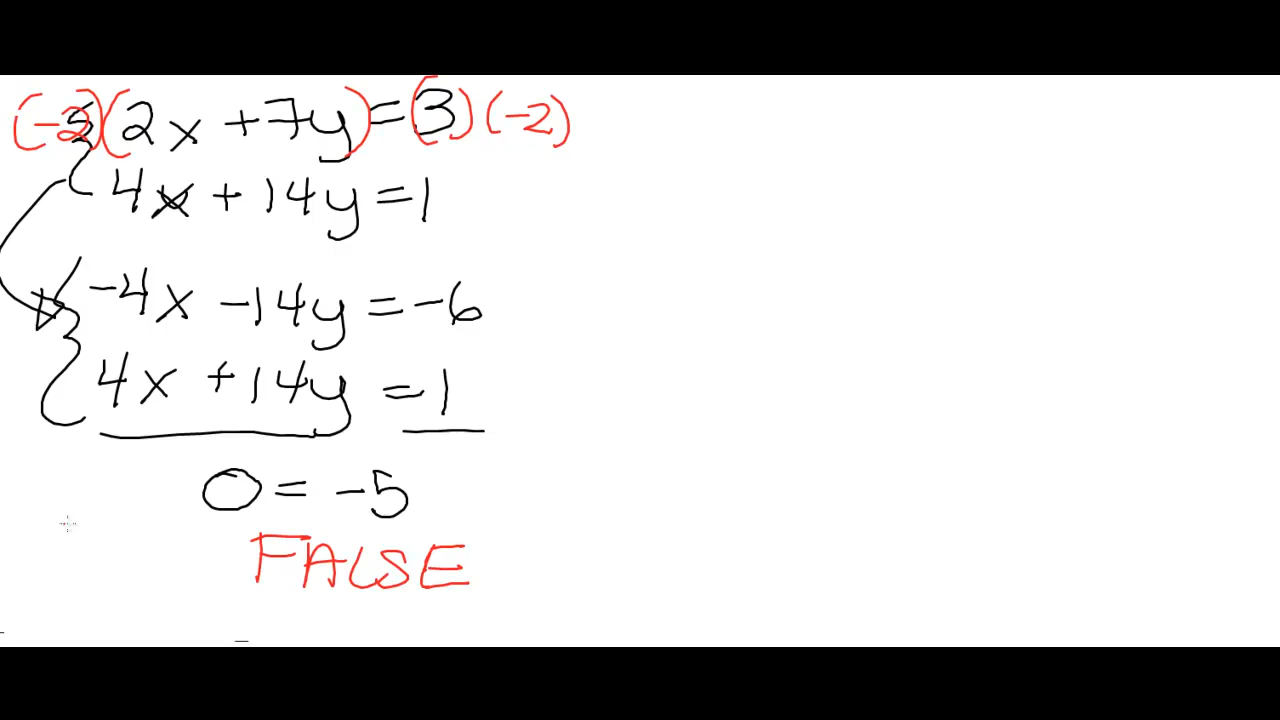 (-2)(2x + 7y) = (3)(-2)
4x + 14y = 1
-4x - 14y = -6
4x + 14y = 1
0 = -5
FALSE